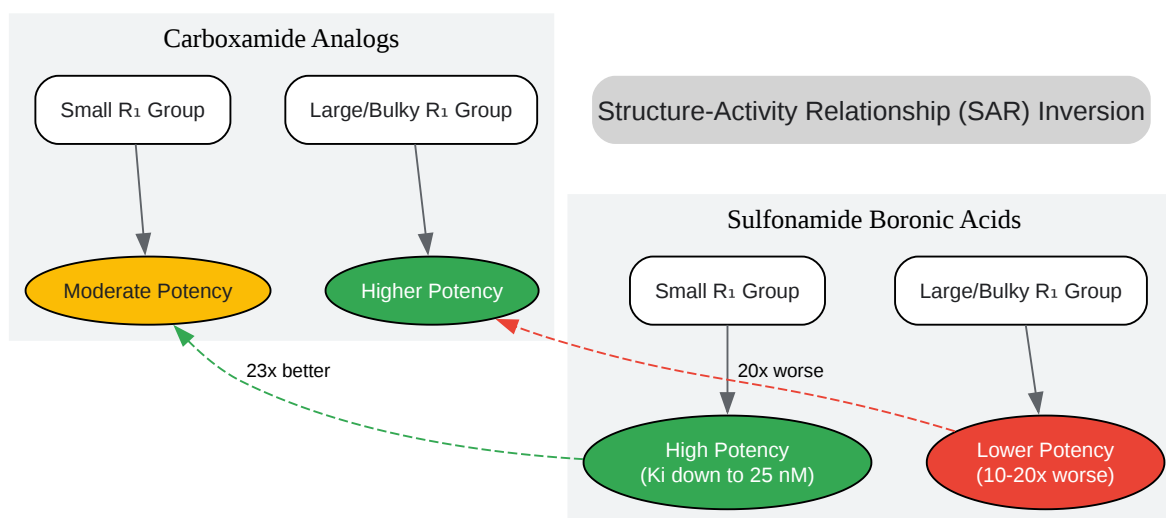 Carboxamide Analogs
Small R₁ Group
Large/Bulky R₁ Group
Moderate Potency
Higher Potency
Structure-Activity Relationship (SAR) Inversion
Sulfonamide Boronic Acids
Small R₁ Group
Large/Bulky R₁ Group
23x better
20x worse
High Potency
(Ki down to 25 nM)
Lower Potency
(10-20x worse)